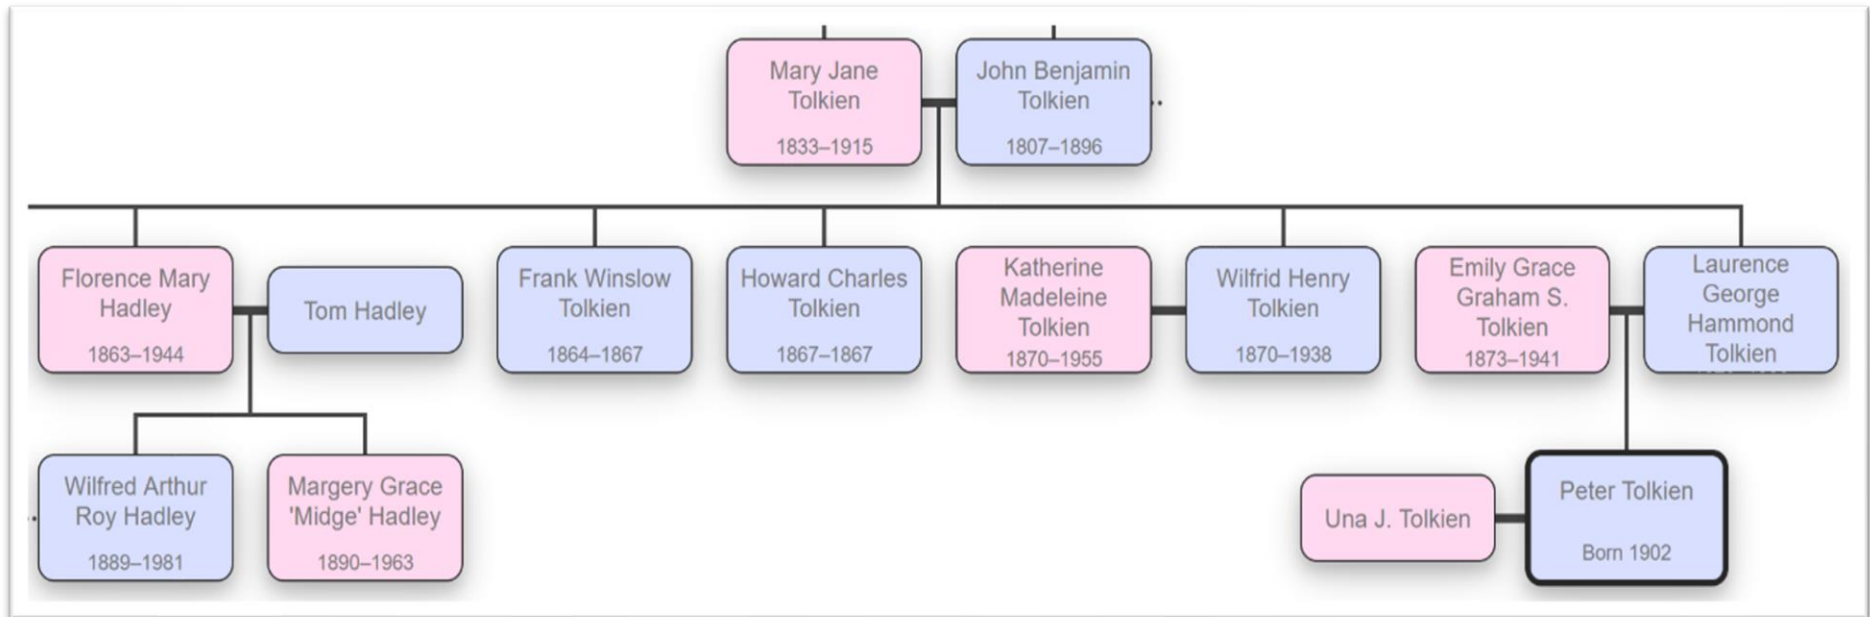 Mary Jane
Tolkien
1833–1915
John Benjamin
Tolkien
1807–1896
Florence Mary
Hadley
1863–1944
Tom Hadley
Frank Winslow
Tolkien
1864–1867
Howard Charles
Tolkien
1867–1867
Katherine
Madeleine
Tolkien
1870–1955
Wilfrid Henry
Tolkien
1870–1938
Emily Grace
Graham S.
Tolkien
1873–1941
Laurence
George
Hammond
Tolkien
Wilfred Arthur
Roy Hadley
1889–1981
Margery Grace
'Midge' Hadley
1890–1963
Una J. Tolkien
Peter Tolkien
Born 1902